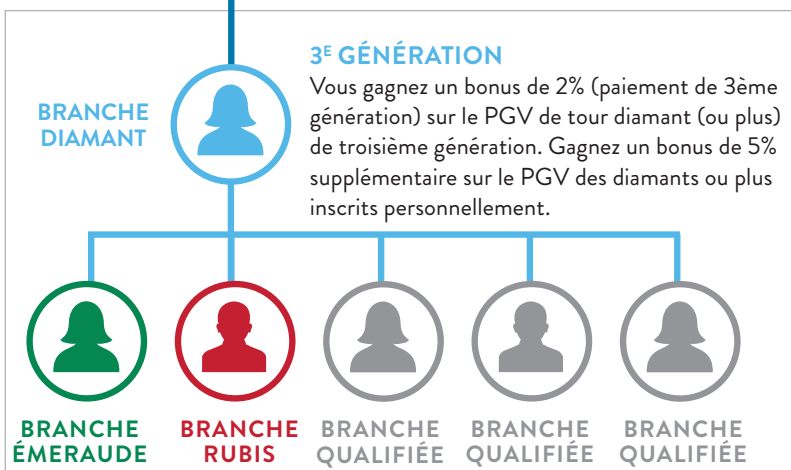 3E GÉNÉRATION
Vous gagnez un bonus de 2% (paiement de 3ème
génération) sur le PGV de tour diamant (ou plus)
de troisième génération. Gagnez un bonus de 5%
supplémentaire sur le PGV des diamants ou plus
inscrits personnellement.
BRANCHE
DIAMANT
BRANCHE
ÉMERAUDE
BRANCHE
RUBIS
BRANCHE
QUALIFIÉE
BRANCHE
QUALIFIÉE
BRANCHE
QUALIFIÉE